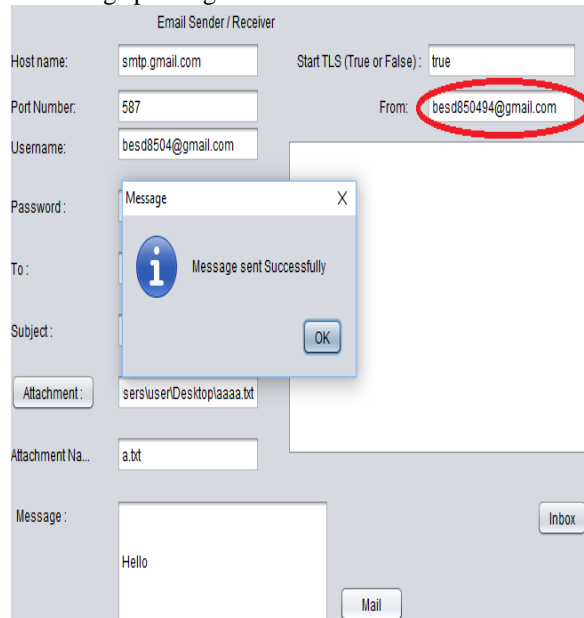 Email Sender / Receiver
Host name: smtp.gmail.com Start TLS (True or False) : true
Port Number: 587 From: besd850494@gmail.com
Username: besd8504@gmail.com
Message X
Password :
Message sent Successfully
To :
Subject :
OK
Attachment : sers\user\Desktop\aaaa.txt
Attachment Na... a.txt
Message : Inbox
Hello
Mail